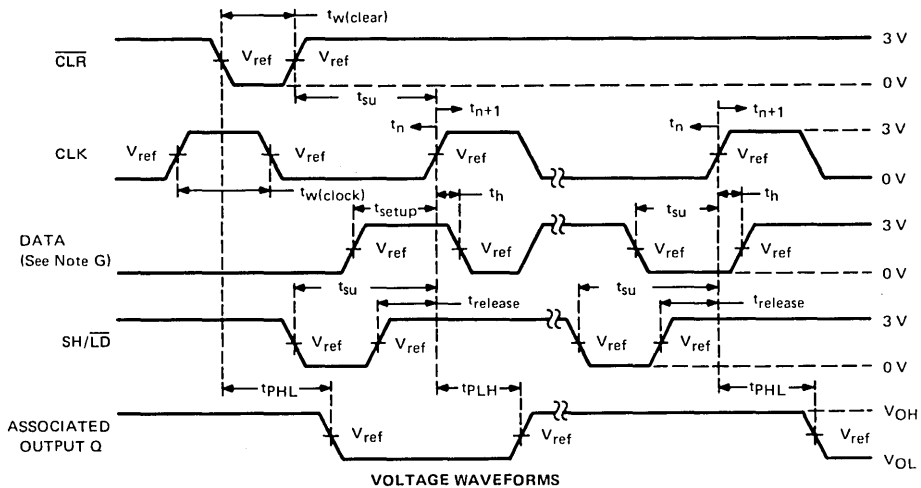 tw(clear)
CLR Vref Vref 3 V
0 V
tsu tn+1 tn+1
tn tn
CLK Vref Vref Vref Vref 3 V
0 V
tw(clock)
tsetup th tsu th
DATA
(See Note G)
Vref Vref Vref Vref 3 V
0 V
tsu trelease tsu trelease
SH/LD Vref Vref Vref Vref 3 V
0 V
tPHL tPLH tPHL
ASSOCIATED
OUTPUT Q
Vref Vref Vref VOH
VOL
VOLTAGE WAVEFORMS